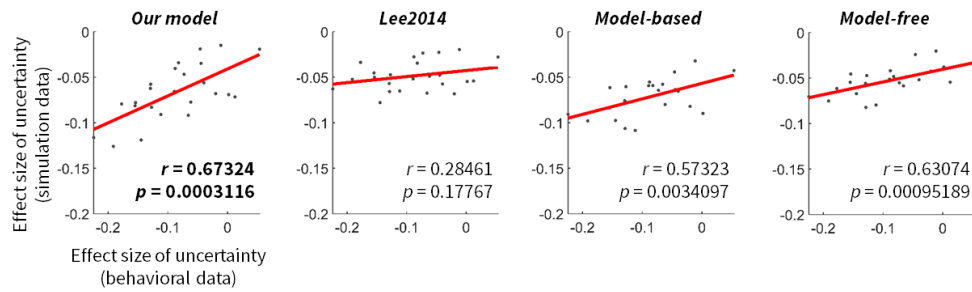 Our model
Lee2014
Model-based
Model-free
Effect size of uncertainty
(simulation data)
0
-0.05
-0.1
-0.15
-0.2
-0.2
-0.1
0
r = 0.67324
p = 0.0003116
0
-0.05
-0.1
-0.15
-0.2
-0.2
-0.1
0
r = 0.28461
p = 0.17767
0
-0.05
-0.1
-0.15
-0.2
-0.2
-0.1
0
r = 0.57323
p = 0.0034097
0
-0.05
-0.1
-0.15
-0.2
-0.2
-0.1
0
r = 0.63074
p = 0.00095189
Effect size of uncertainty
(behavioral data)